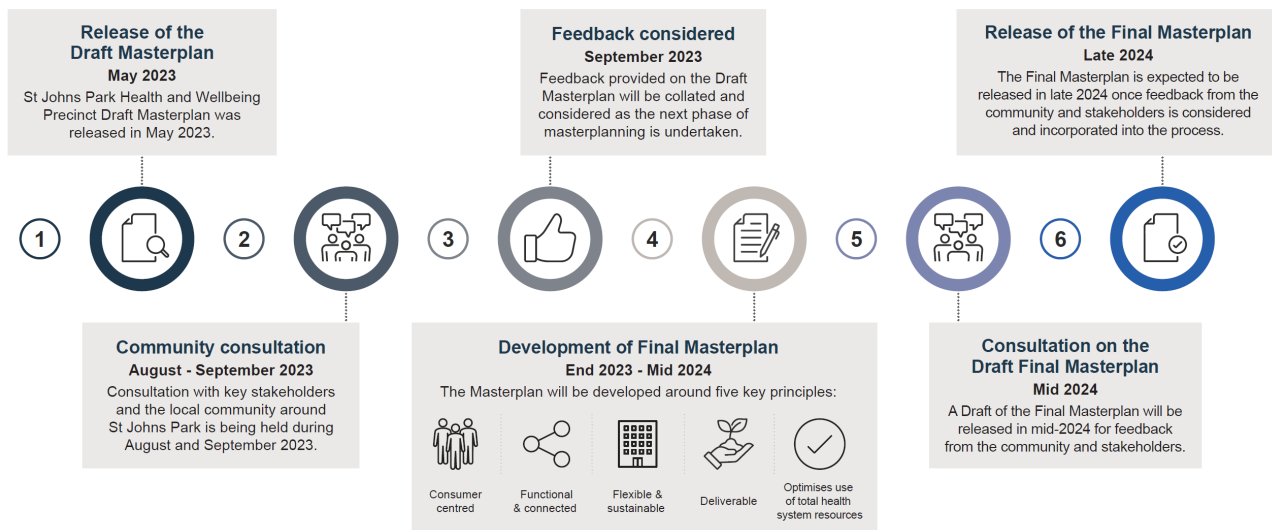 Release of the
Draft Masterplan
May 2023
St Johns Park Health and Wellbeing
Precinct Draft Masterplan was
released in May 2023.
Feedback considered
September 2023
Feedback provided on the Draft
Masterplan will be collated and
considered as the next phase of
masterplanning is undertaken.
Release of the Final Masterplan
Late 2024
The Final Masterplan is expected to be
released in late 2024 once feedback from the
community and stakeholders is considered
and incorporated into the process.
1
2
3
4
5
6
Community consultation
August - September 2023
Consultation with key stakeholders
and the local community around
St Johns Park is being held during
August and September 2023.
Development of Final Masterplan
End 2023 - Mid 2024
The Masterplan will be developed around five key principles:
Consumer
centred
Functional
& connected
Flexible &
sustainable
Deliverable
Optimises use
of total health
system resources
Consultation on the
Draft Final Masterplan
Mid 2024
A Draft of the Final Masterplan will be
released in mid-2024 for feedback
from the community and stakeholders.